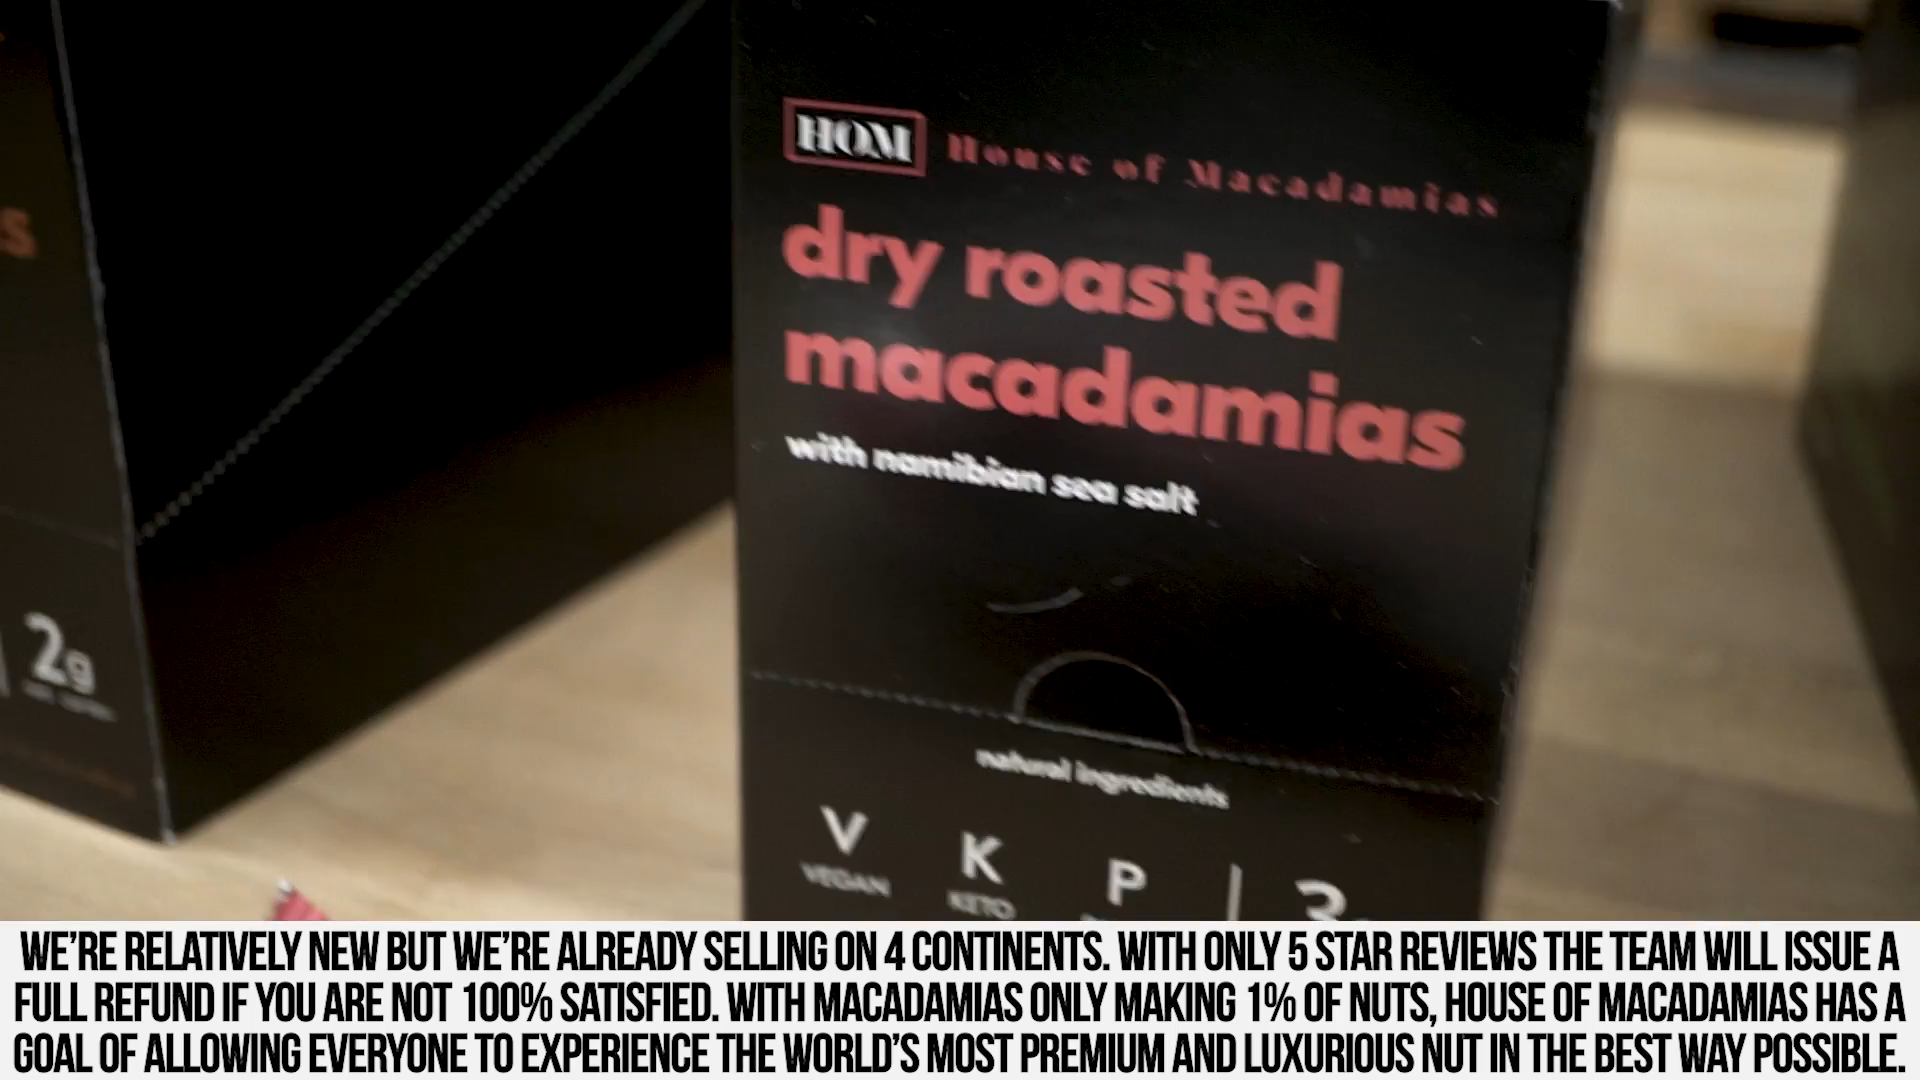 HOM House of Macadamias
dry roasted
macadamias
with namibian sea salt
s
2g
natural ingredients
V K P
VEGAN KETO
WE'RE RELATIVELY NEW BUT WE'RE ALREADY SELLING ON 4 CONTINENTS. WITH ONLY 5 STAR REVIEWS THE TEAM WILL ISSUE A
FULL REFUND IF YOU ARE NOT 100% SATISFIED. WITH MACADAMIAS ONLY MAKING 1% OF NUTS, HOUSE OF MACADAMIAS HAS A
GOAL OF ALLOWING EVERYONE TO EXPERIENCE THE WORLD'S MOST PREMIUM AND LUXURIOUS NUT IN THE BEST WAY POSSIBLE.